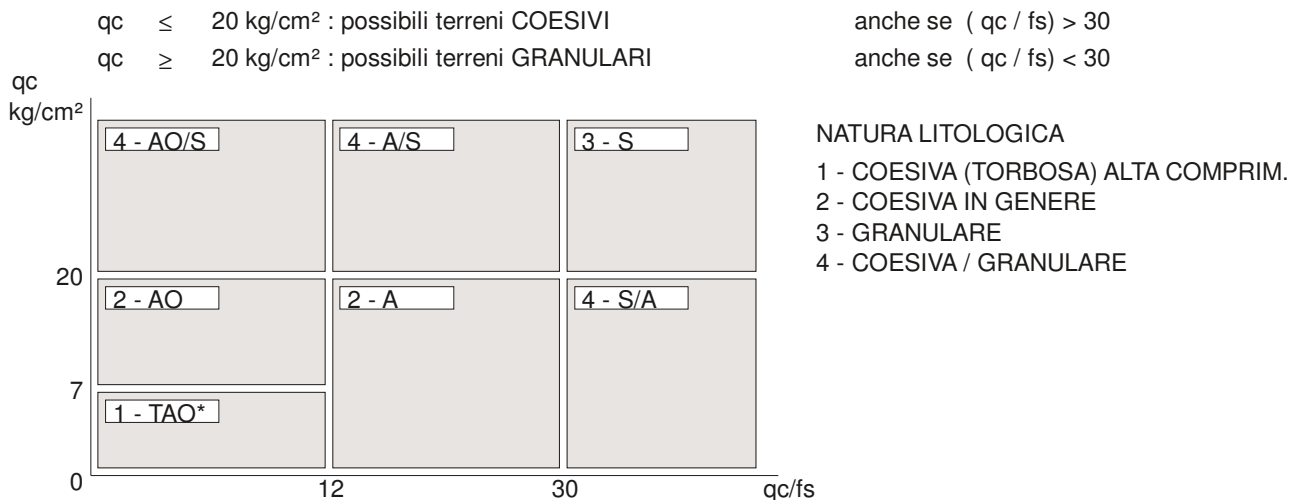 qc ≤ 20 kg/cm² : possibili terreni COESIVI anche se ( qc / fs) > 30
qc ≥ 20 kg/cm² : possibili terreni GRANULARI anche se ( qc / fs) < 30
qc
kg/cm²
4 - AO/S 4 - A/S 3 - S
NATURA LITOLOGICA
1 - COESIVA (TORBOSA) ALTA COMPRIM.
2 - COESIVA IN GENERE
3 - GRANULARE
4 - COESIVA / GRANULARE
20
2 - AO 2 - A 4 - S/A
7
1 - TAO*
0
12 30 qc/fs